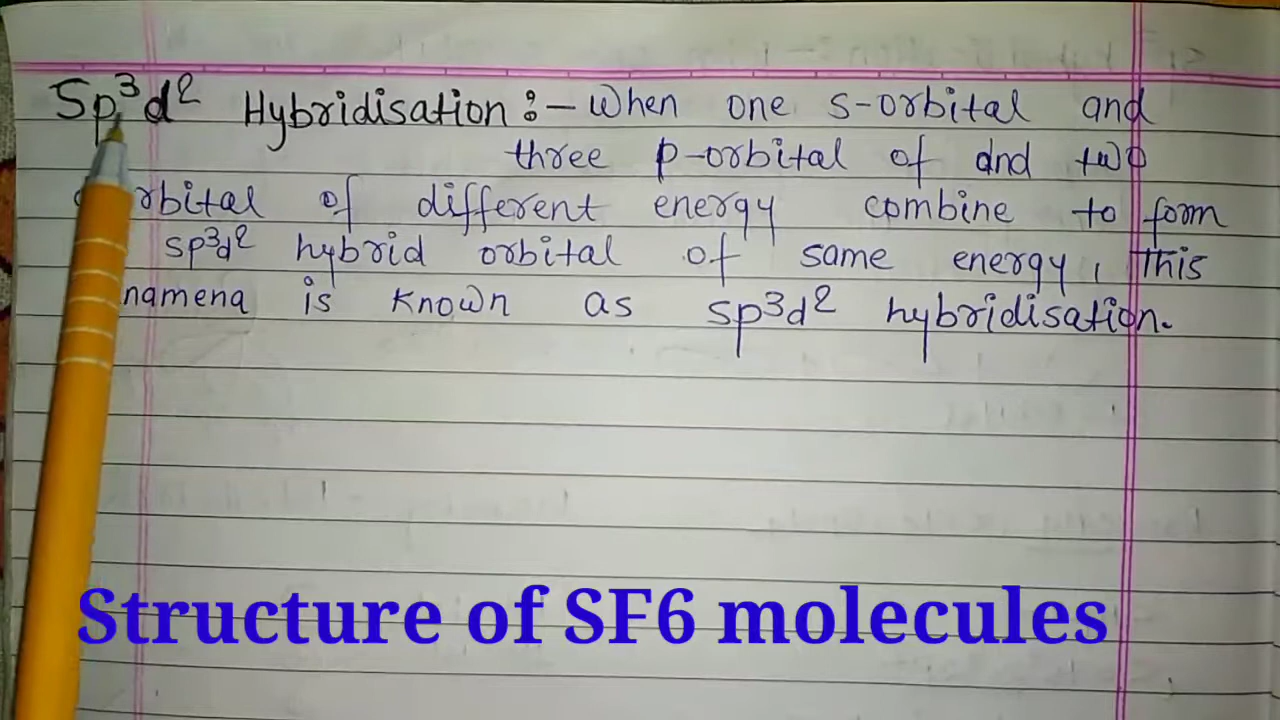 Sp³d² Hybridisation :- When one s-orbital and
three p-orbital of and two
orbital of different energy combine to form
sp³d² hybrid orbital of same energy, This
namena is known as sp³d² hybridisation.
Structure of SF6 molecules